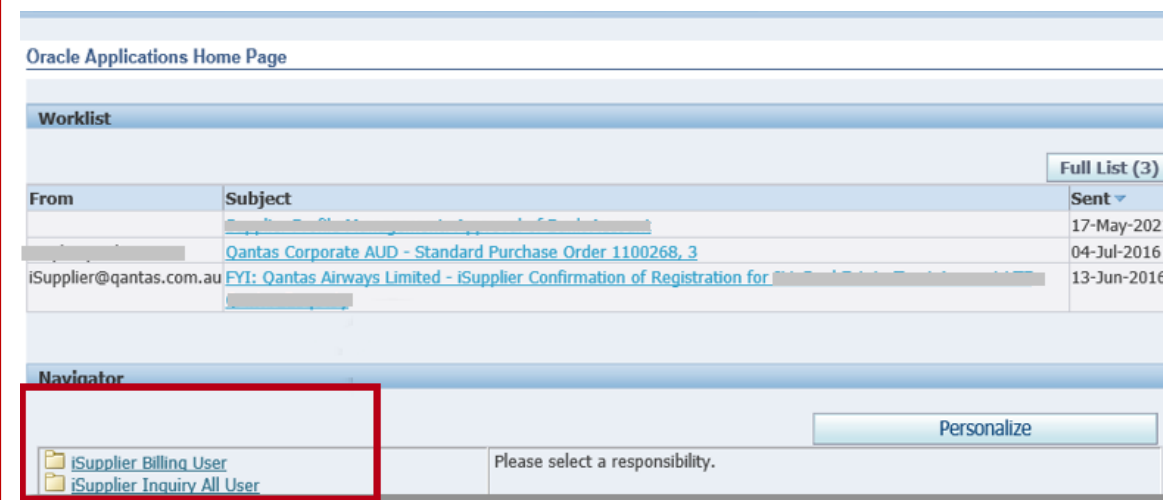 Oracle Applications Home Page
Worklist
Full List (3)
From Subject Sent
17-May-202
Qantas Corporate AUD - Standard Purchase Order 1100268, 3 04-Jul-2016
iSupplier@qantas.com.au FYI: Qantas Airways Limited - iSupplier Confirmation of Registration for 13-Jun-2016
Navigator
Personalize
iSupplier Billing User Please select a responsibility.
iSupplier Inquiry All User